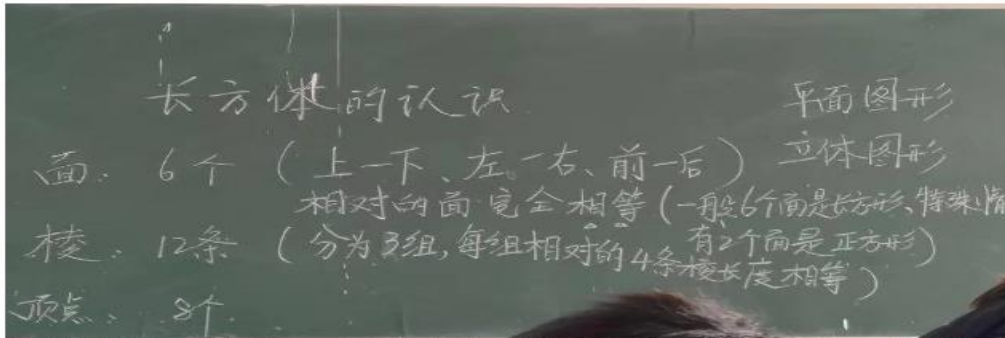 长方体的认识
平面图形
立体图形
面: 6个 (上一下、左一右、前一后)
相对的面完全相等(一般6个面是长方形、特殊情
有2个面是正方形)
棱: 12条 (分为3组,每组相对的4条棱长度相等)
顶点: 8个